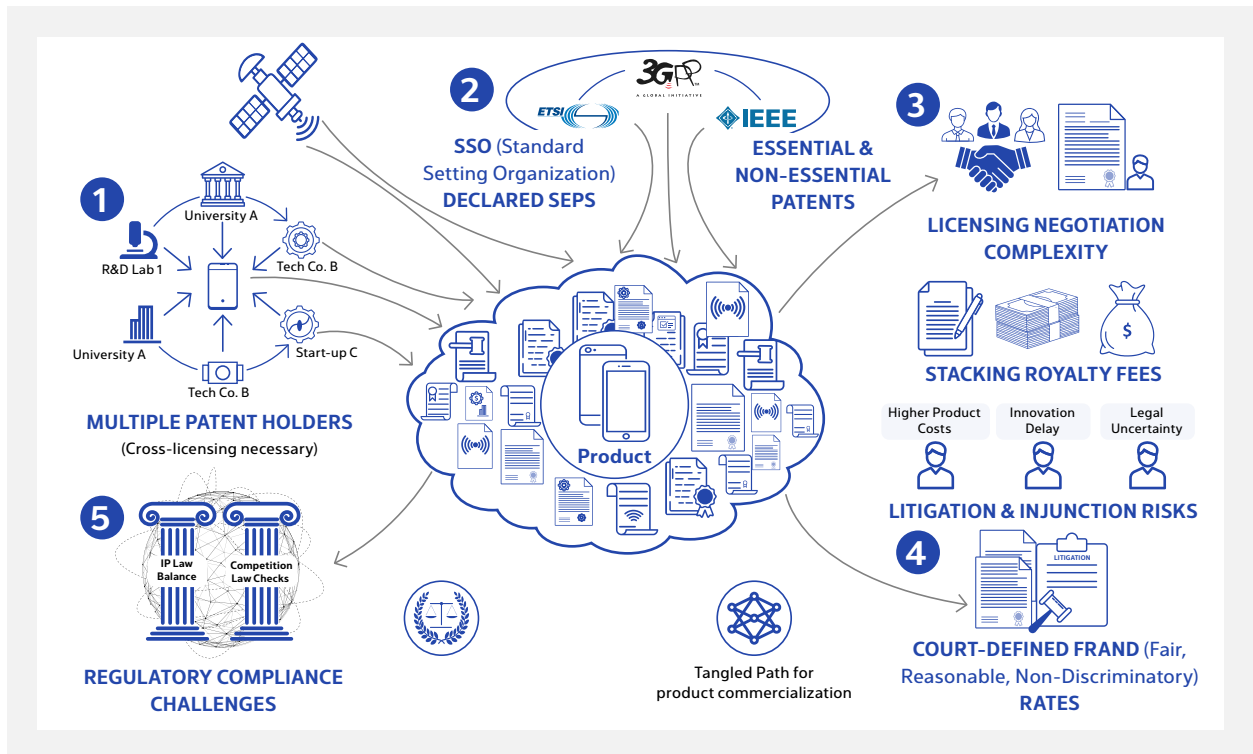 1
University A
R&D Lab 1
Tech Co. B
University A
Start-up C
Tech Co. B
MULTIPLE PATENT HOLDERS
(Cross-licensing necessary)
2
3GPP
A GLOBAL INITIATIVE
ETSI
IEEE
SSO (Standard
Setting Organization)
DECLARED SEPS
ESSENTIAL &
NON-ESSENTIAL
PATENTS
3
LICENSING NEGOTIATION
COMPLEXITY
$
STACKING ROYALTY FEES
Higher Product
Costs
Innovation
Delay
Legal
Uncertainty
LITIGATION & INJUNCTION RISKS
Product
4
LITIGATION
COURT-DEFINED FRAND (Fair,
Reasonable, Non-Discriminatory)
RATES
5
IP Law
Balance
Competition
Law Checks
REGULATORY COMPLIANCE
CHALLENGES
Tangled Path for
product commercialization